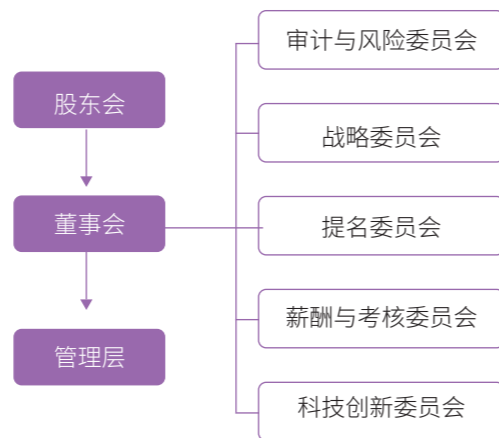 股东会
董事会
管理层
审计与风险委员会
战略委员会
提名委员会
薪酬与考核委员会
科技创新委员会